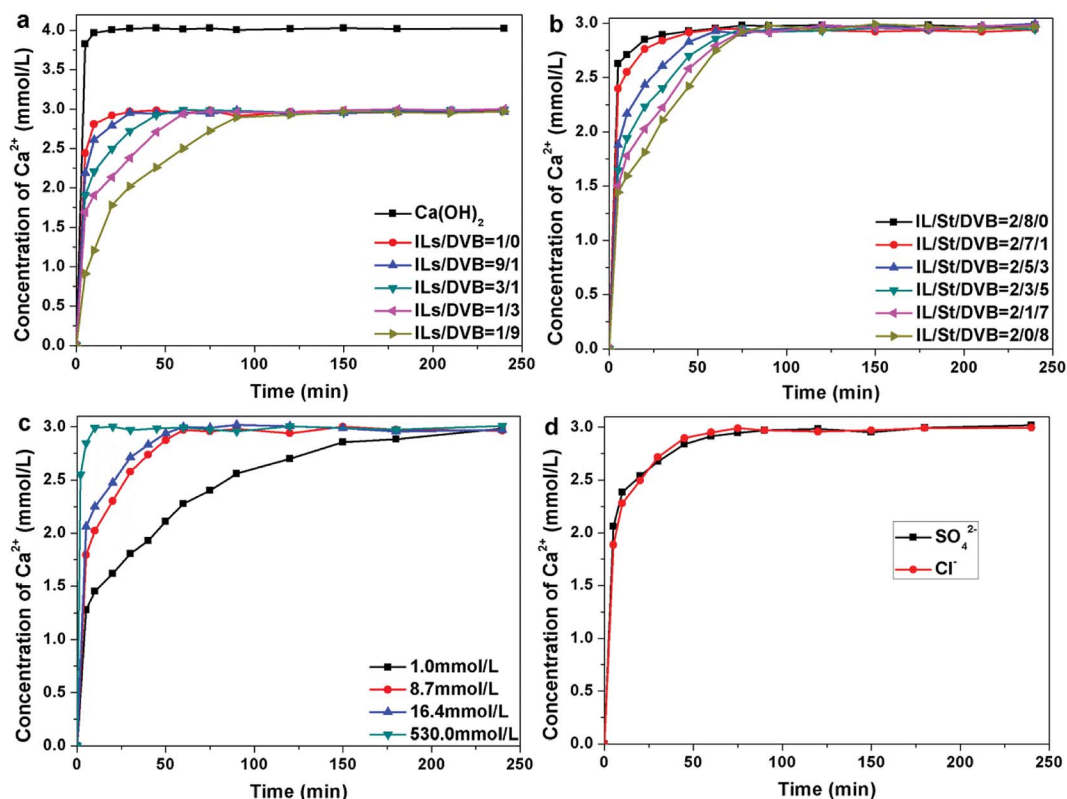 a
Concentration of Ca²⁺ (mmol/L)
4.0
3.5
3.0
2.5
2.0
1.5
1.0
0.5
0.0
Ca(OH)₂
ILs/DVB=1/0
ILs/DVB=9/1
ILs/DVB=3/1
ILs/DVB=1/3
ILs/DVB=1/9
0 50 100 150 200 250
Time (min)
b
Concentration of Ca²⁺ (mmol/L)
3.0
2.5
2.0
1.5
1.0
0.5
0.0
IL/St/DVB=2/8/0
IL/St/DVB=2/7/1
IL/St/DVB=2/5/3
IL/St/DVB=2/3/5
IL/St/DVB=2/1/7
IL/St/DVB=2/0/8
0 50 100 150 200 250
Time (min)
c
Concentration of Ca²⁺ (mmol/L)
3.0
2.5
2.0
1.5
1.0
0.5
0.0
1.0mmol/L
8.7mmol/L
16.4mmol/L
530.0mmol/L
0 50 100 150 200 250
Time (min)
d
Concentration of Ca²⁺ (mmol/L)
3.0
2.5
2.0
1.5
1.0
0.5
0.0
SO₄²⁻
Cl⁻
0 50 100 150 200 250
Time (min)